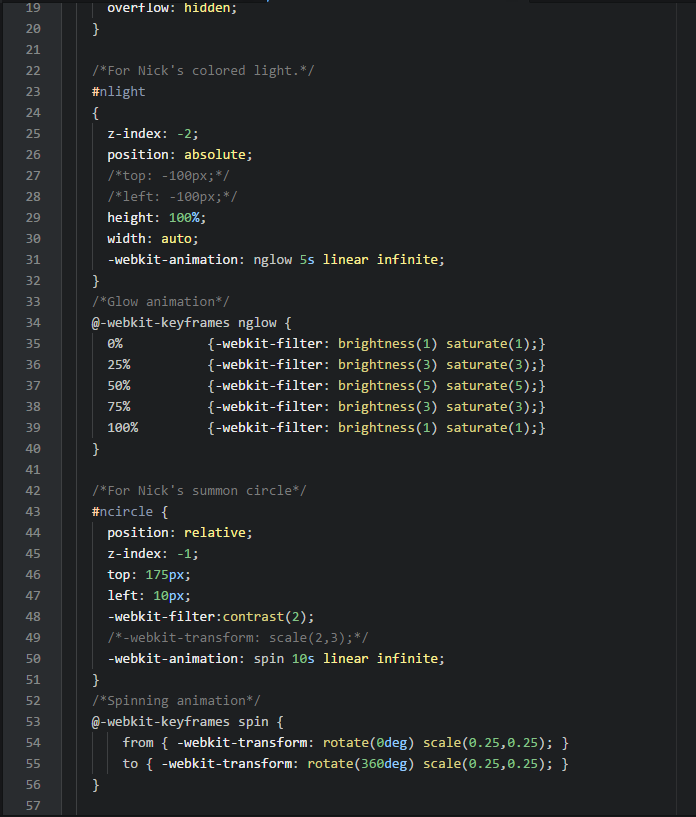 19 overflow: hidden;
20 }
21
22 /*For Nick's colored light.*/
23 #nlight
24 {
25 z-index: -2;
26 position: absolute;
27 /*top: -100px;*/
28 /*left: -100px;*/
29 height: 100%;
30 width: auto;
31 -webkit-animation: nglow 5s linear infinite;
32 }
33 /*Glow animation*/
34 @-webkit-keyframes nglow {
35 0% {-webkit-filter: brightness(1) saturate(1);}
36 25% {-webkit-filter: brightness(3) saturate(3);}
37 50% {-webkit-filter: brightness(5) saturate(5);}
38 75% {-webkit-filter: brightness(3) saturate(3);}
39 100% {-webkit-filter: brightness(1) saturate(1);}
40 }
41
42 /*For Nick's summon circle*/
43 #ncircle {
44 position: relative;
45 z-index: -1;
46 top: 175px;
47 left: 10px;
48 -webkit-filter:contrast(2);
49 /*-webkit-transform: scale(2,3);*/
50 -webkit-animation: spin 10s linear infinite;
51 }
52 /*Spinning animation*/
53 @-webkit-keyframes spin {
54 from { -webkit-transform: rotate(0deg) scale(0.25,0.25); }
55 to { -webkit-transform: rotate(360deg) scale(0.25,0.25); }
56 }
57